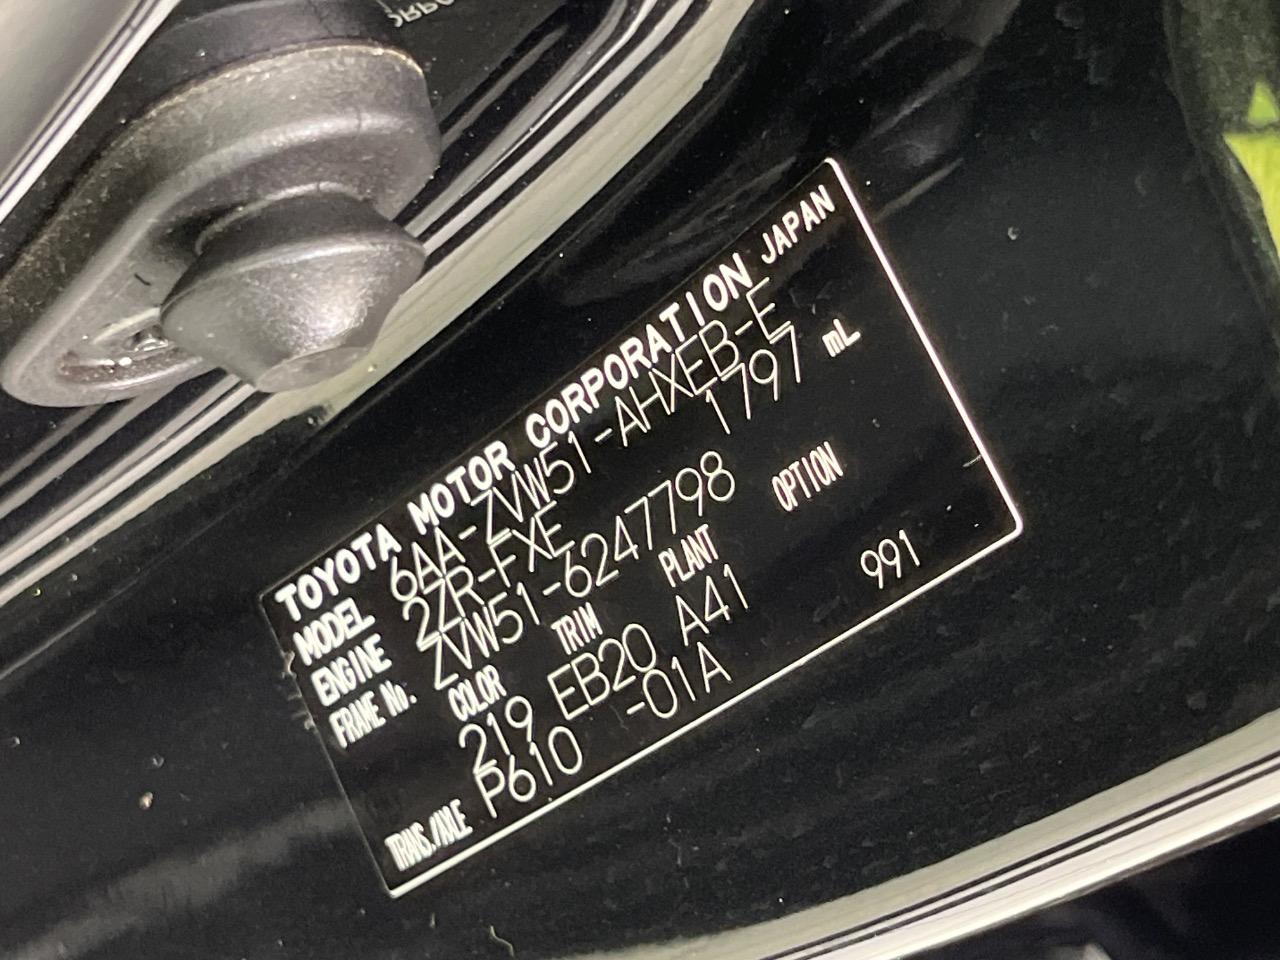 TOYOTA MOTOR CORPORATION JAPAN
MODEL 6AA-ZVW51-AHXEB-E
ENGINE 2ZR-FXE 1797 mL
FRAME No. ZVW51-6247798
COLOR TRIM PLANT OPTION
219 EB20 A41 991
TRANS./AXLE P610 -01A